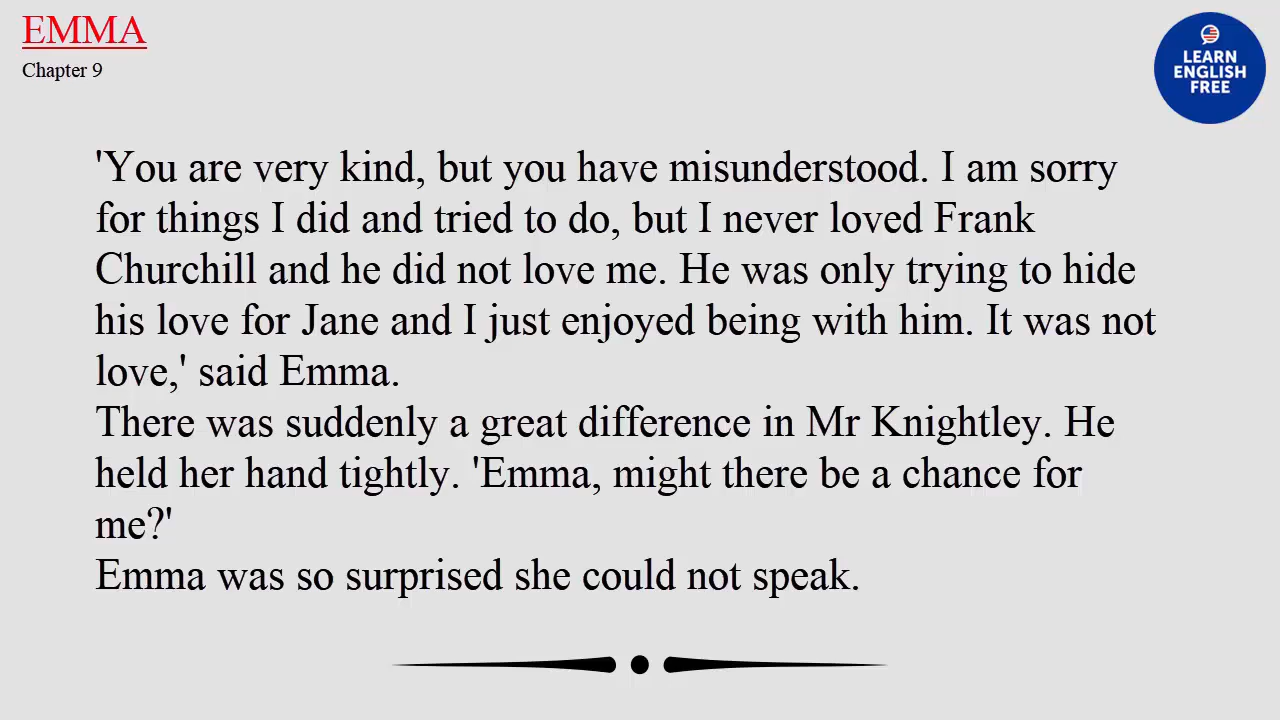 EMMA
Chapter 9
LEARN
ENGLISH
FREE
'You are very kind, but you have misunderstood. I am sorry
for things I did and tried to do, but I never loved Frank
Churchill and he did not love me. He was only trying to hide
his love for Jane and I just enjoyed being with him. It was not
love,' said Emma.
There was suddenly a great difference in Mr Knightley. He
held her hand tightly. 'Emma, might there be a chance for
me?'
Emma was so surprised she could not speak.